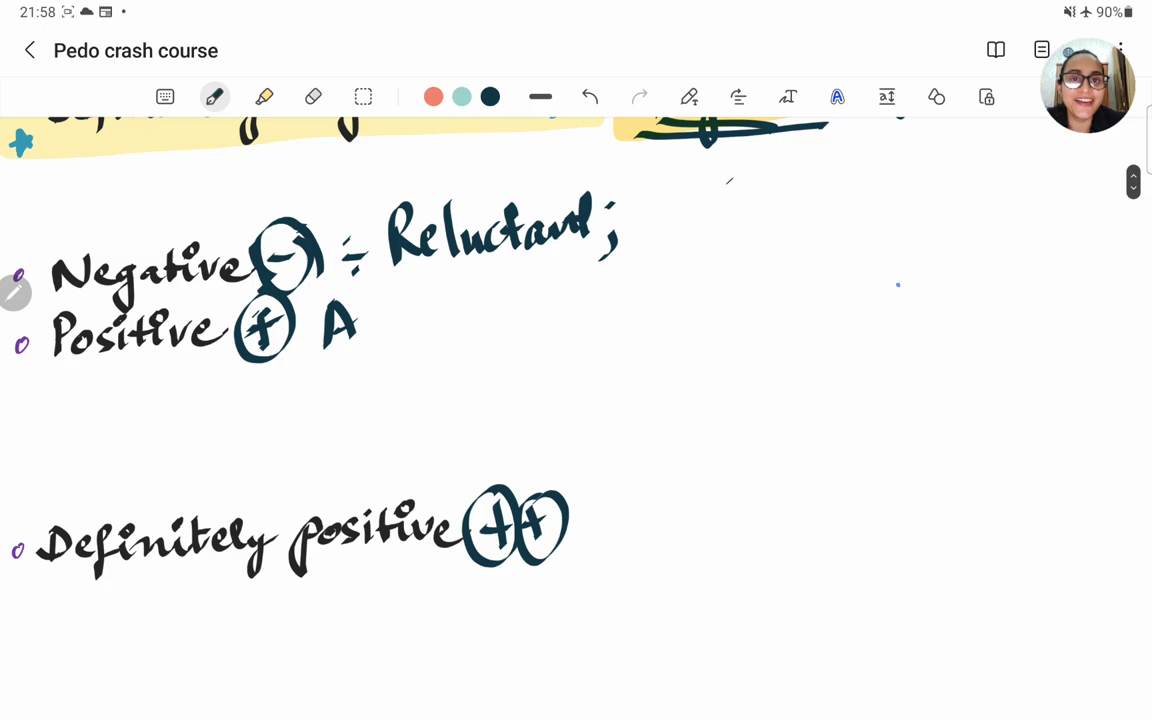 21:58
90%
Pedo crash course
Negative (-) ÷ Reluctant;
Positive (+) A
Definitely positive (+)(+)